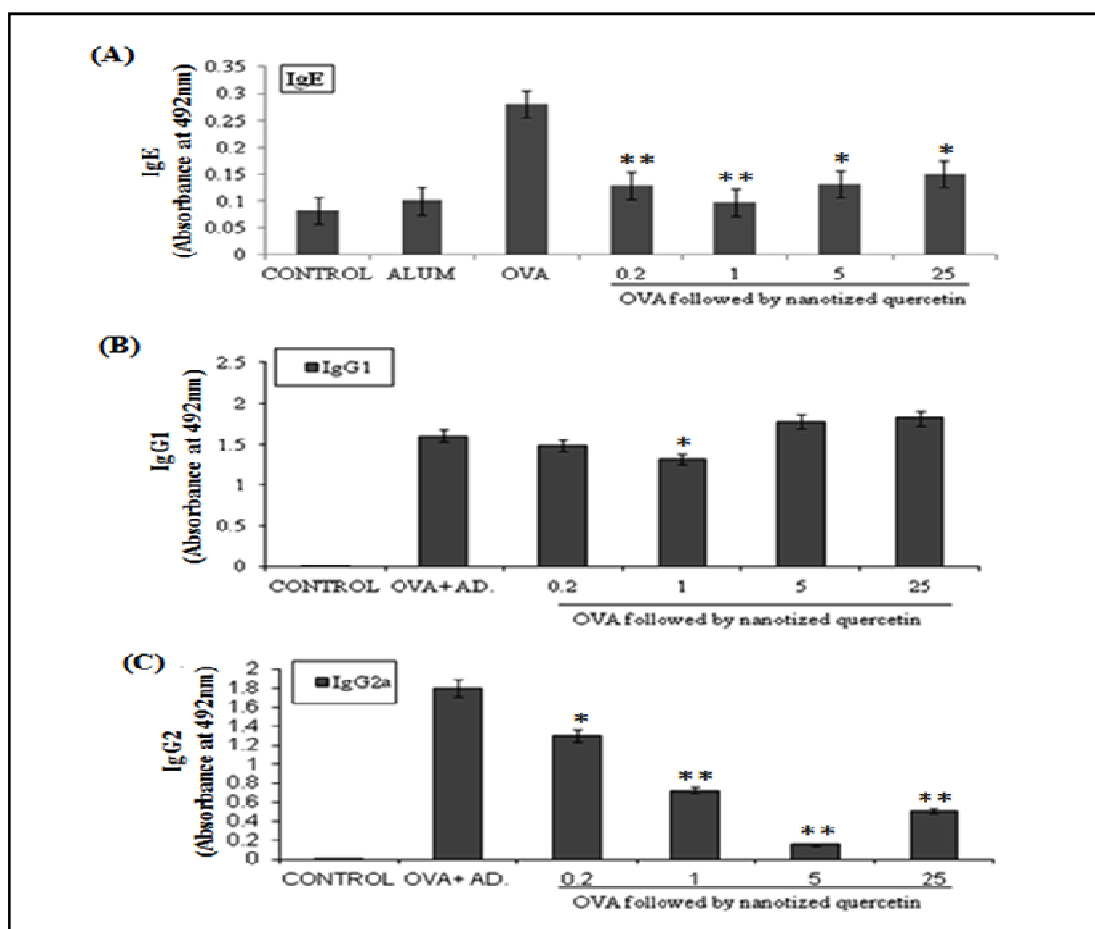 (A)
IgE
IgE
(Absorbance at 492nm)
0.35
0.3
0.25
0.2
0.15
0.1
0.05
0
** ** * *
CONTROL ALUM OVA 0.2 1 5 25
OVA followed by nanotized quercetin
(B)
IgG1
IgG1
(Absorbance at 492nm)
2.5
2
1.5
1
0.5
0
*
CONTROL OVA+AD. 0.2 1 5 25
OVA followed by nanotized quercetin
(C)
IgG2a
IgG2
(Absorbance at 492nm)
2
1.8
1.6
1.4
1.2
1
0.8
0.6
0.4
0.2
0
* ** ** **
CONTROL OVA+ AD. 0.2 1 5 25
OVA followed by nanotized quercetin